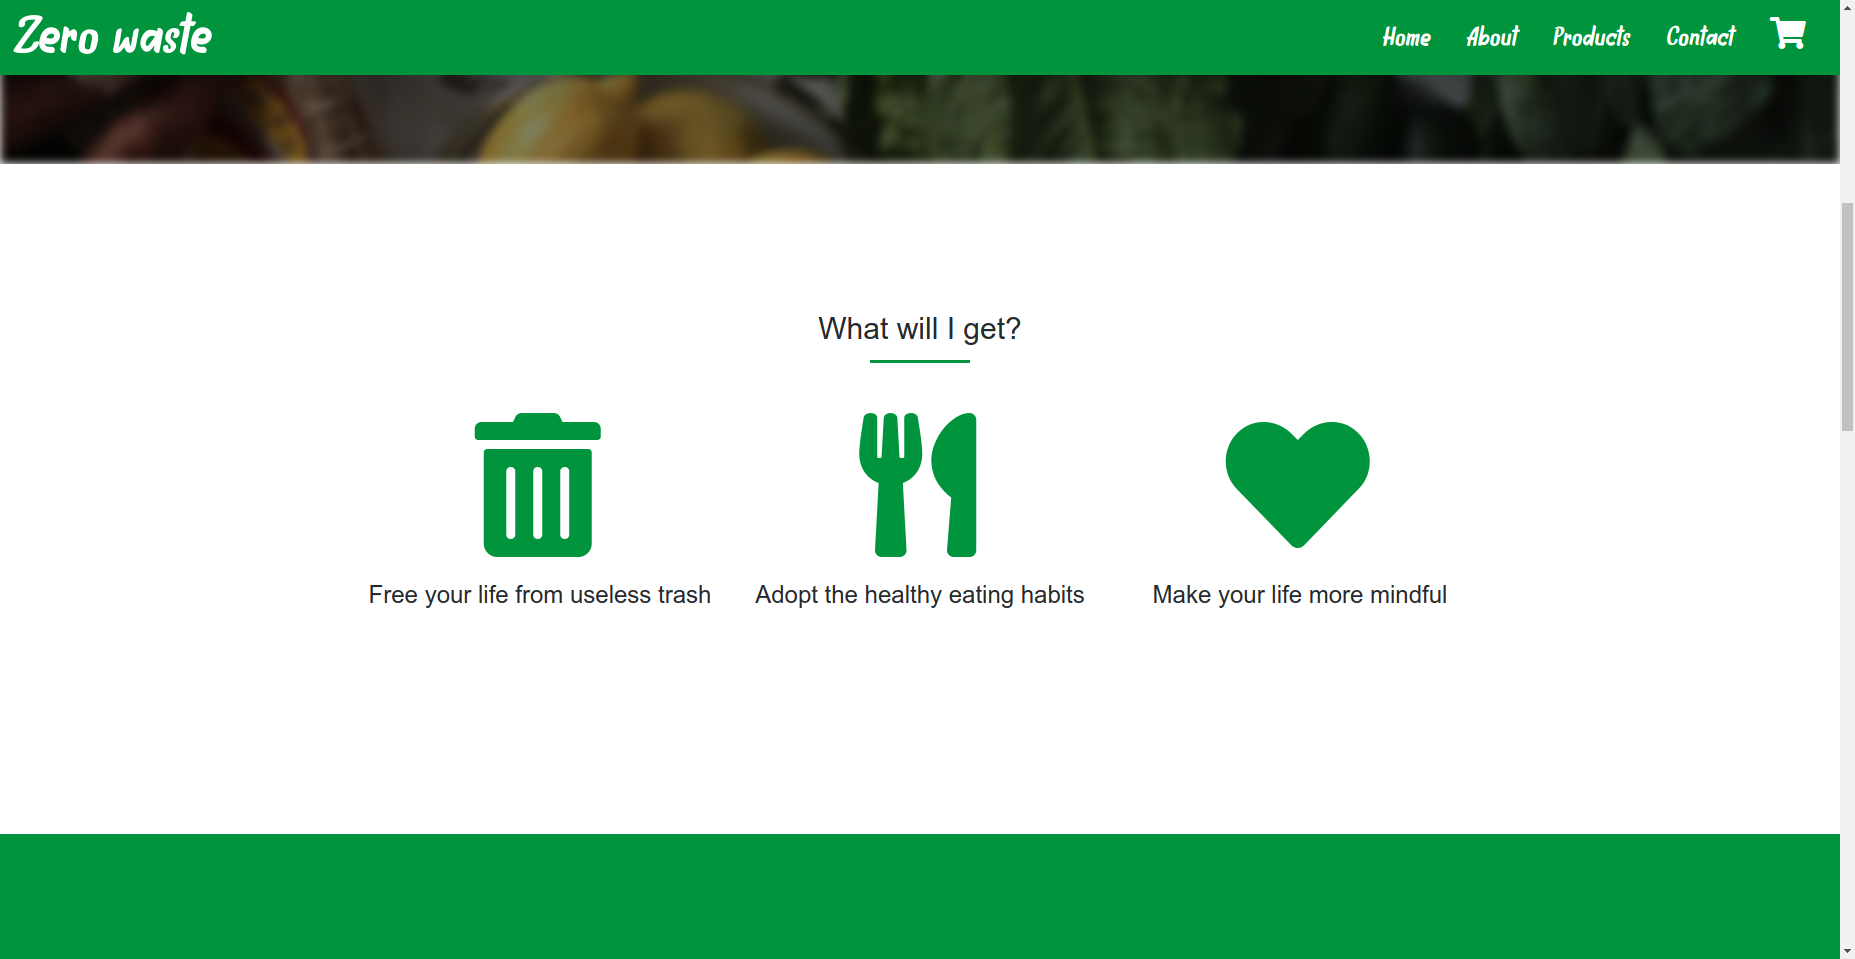 Zero waste
Home About Products Contact
What will I get?
Free your life from useless trash
Adopt the healthy eating habits
Make your life more mindful